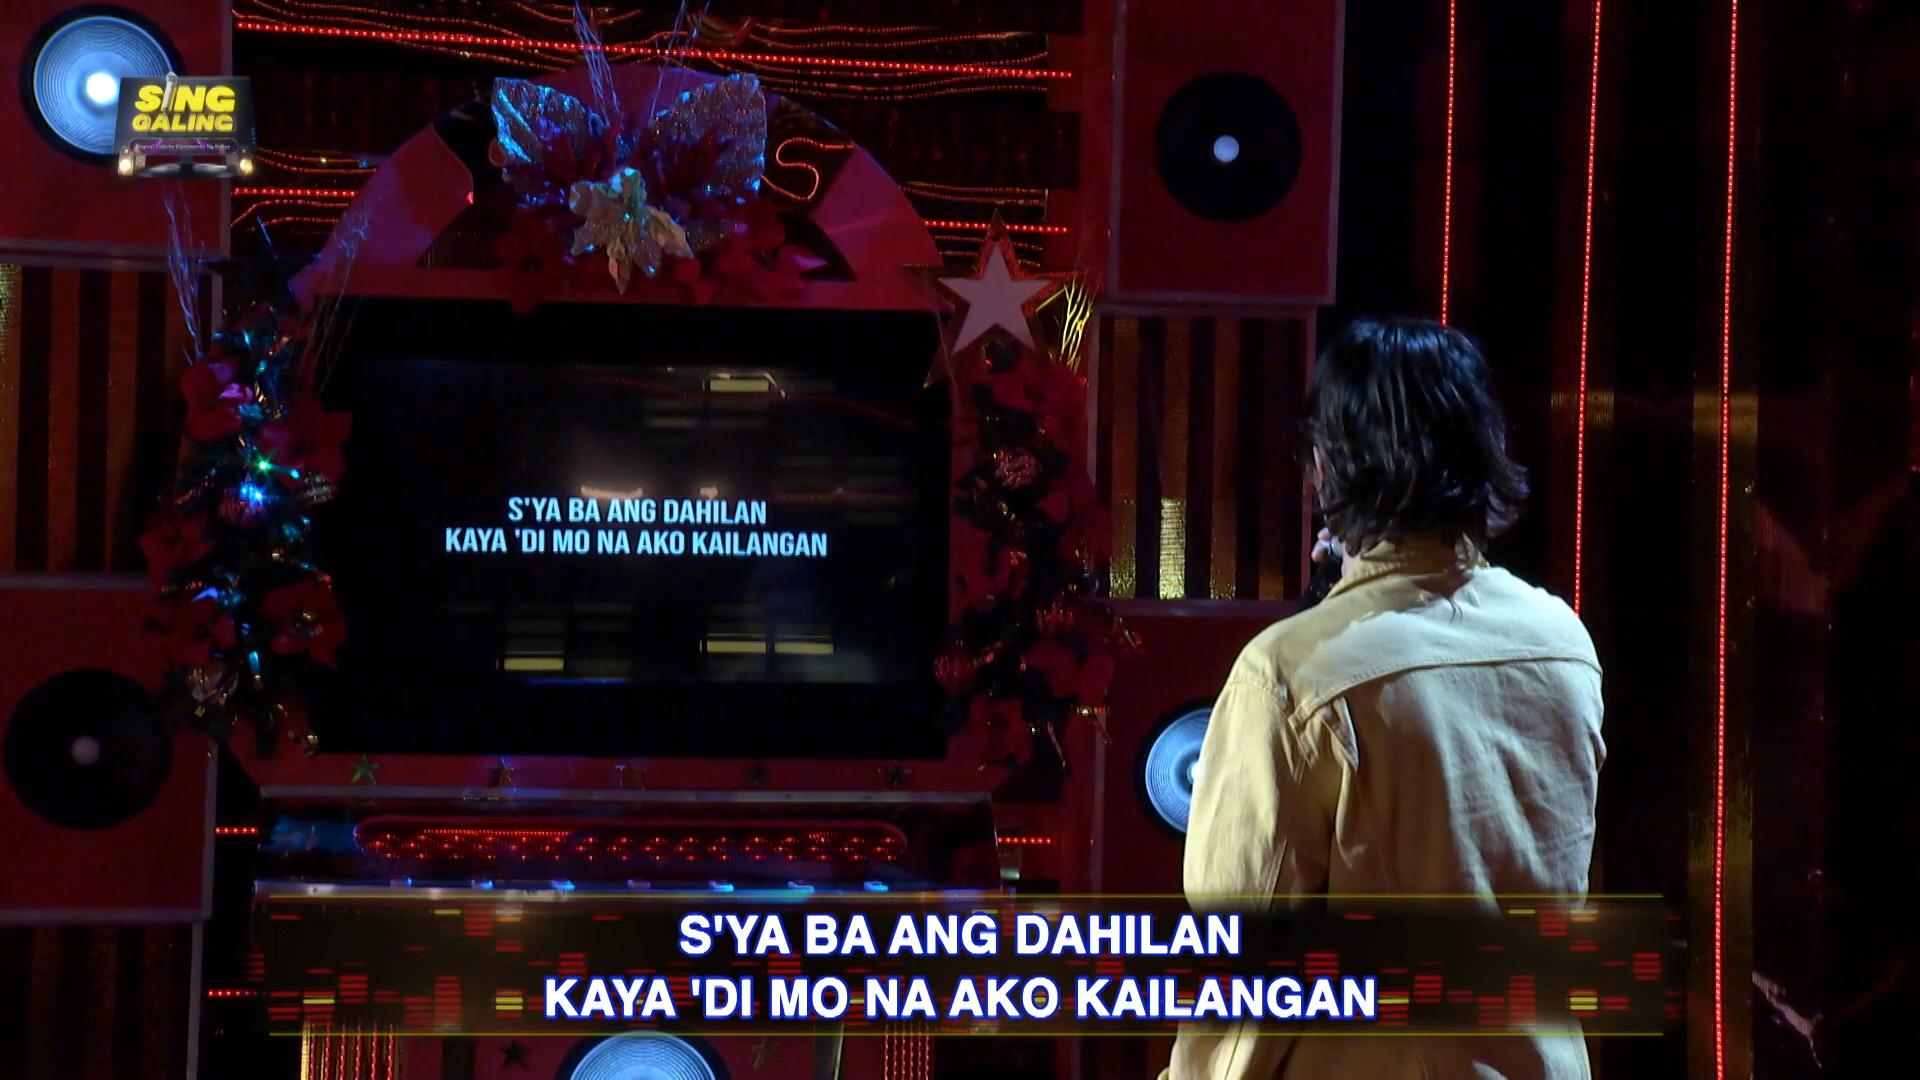 SING
GALING
S'YA BA ANG DAHILAN
KAYA 'DI MO NA AKO KAILANGAN
S'YA BA ANG DAHILAN
KAYA 'DI MO NA AKO KAILANGAN